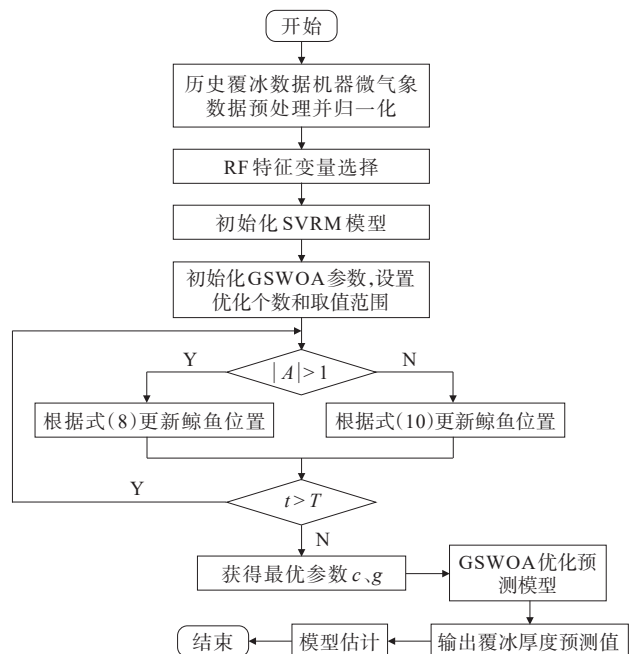 开始
历史覆冰数据机器微气象
数据预处理并归一化
RF特征变量选择
初始化SVRM模型
初始化GSWOA参数,设置
优化个数和取值范围
Y
|A|>1
N
根据式(8)更新鲸鱼位置
根据式(10)更新鲸鱼位置
Y
t>T
N
获得最优参数c、g
GSWOA优化预
测模型
结束
模型估计
输出覆冰厚度预测值